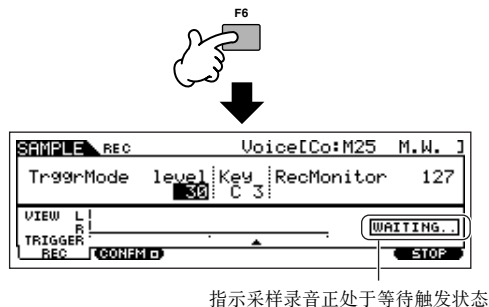 F6
SAMPLE REC Voice[Co:M25 M.W. ]
TrggrMode level Key RecMonitor 127
30 C 3
VIEW L
R
WAITING..
TRIGGER
REC CONFM STOP
指示采样录音正处于等待触发状态